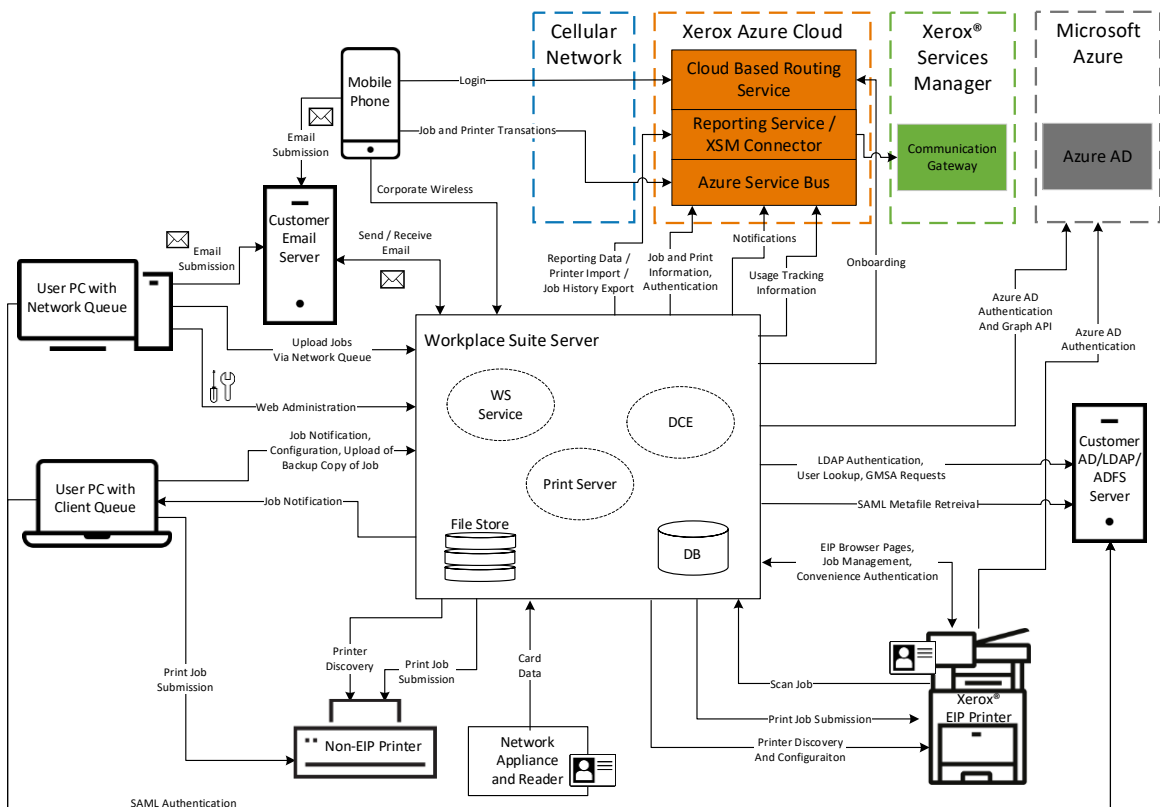 Cellular
Network
Xerox Azure Cloud
Xerox®
Services
Manager
Microsoft
Azure
Cloud Based Routing
Service
Reporting Service /
XSM Connector
Azure Service Bus
Communication
Gateway
Azure AD
Mobile
Phone
Login
Job and Printer Transations
Email
Submission
Corporate Wireless
Customer
Email
Server
Send / Receive
Email
Email
Submission
User PC with
Network Queue
Reporting Data /
Printer Import /
Job History Export
Job and Print
Information,
Authentication
Notifications
Usage Tracking
Information
Onboarding
Azure AD
Authentication
And Graph API
Azure AD
Authentication
Upload Jobs
Via Network Queue
Web Administration
Workplace Suite Server
WS
Service
DCE
Print Server
File Store
DB
Job Notification,
Configuration, Upload of
Backup Copy of Job
Job Notification
User PC with
Client Queue
LDAP Authentication,
User Lookup, GMSA Requests
SAML Metafile Retreival
Customer
AD/LDAP/
ADFS
Server
EIP Browser Pages,
Job Management,
Convenience Authentication
Printer
Discovery
Print Job
Submission
Print Job
Submission
Card
Data
Scan Job
Print Job Submission
Printer Discovery
And Configuraiton
Xerox®
EIP Printer
Non-EIP Printer
Network
Appliance
and Reader
SAML Authentication